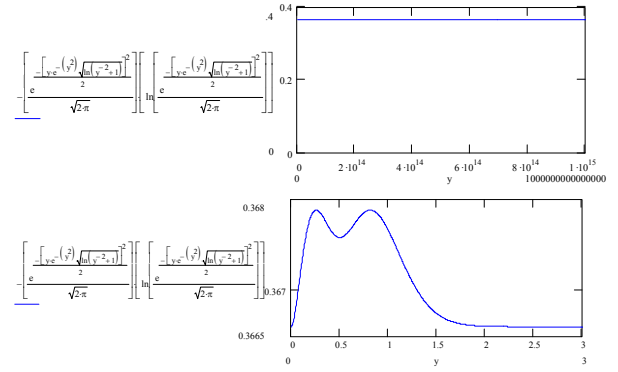 .4
0.4
0.2
0
0
−[e^(−[y·e^−(y^2)·√(ln(y^−2+1))]^2/2)/√(2·π)]·[ln[e^(−[y·e^−(y^2)·√(ln(y^−2+1))]^2/2)/√(2·π)]]
0 2·10^14 4·10^14 6·10^14 8·10^14 1·10^15
0 y 1000000000000000
0.368
−[e^(−[y·e^−(y^2)·√(ln(y^−2+1))]^2/2)/√(2·π)]·[ln[e^(−[y·e^−(y^2)·√(ln(y^−2+1))]^2/2)/√(2·π)]]
0.367
0.3665
0 0.5 1 1.5 2 2.5 3
0 y 3